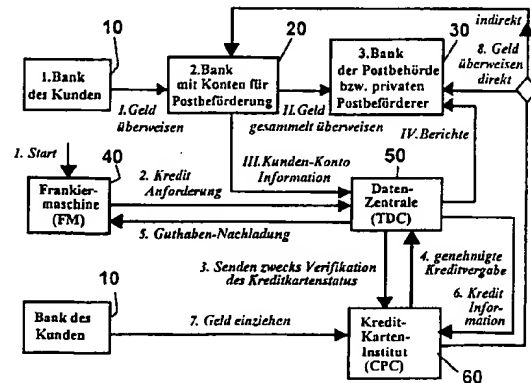 10
20
30
indirekt
1.Bank
des Kunden
2.Bank
mit Konten für
Postbeförderung
3.Bank
der Postbehörde
bzw. privaten
Postbeförderer
8. Geld
überweisen
direkt
I.Geld
überweisen
II.Geld
gesammelt überweisen
IV.Berichte
1. Start
40
2. Kredit
Anforderung
III.Kunden-Konto
Information
50
Frankier-
maschine
(FM)
Daten-
Zentrale
(TDC)
5. Guthaben-Nachladung
3. Senden zwecks Verifikation
des Kreditkartenstatus
4. genehmigte
Kreditvergabe
10
6. Kredit
Infor-
mation
Bank des
Kunden
7. Geld einziehen
Kredit-
Karten-
Institut
(CPC)
60